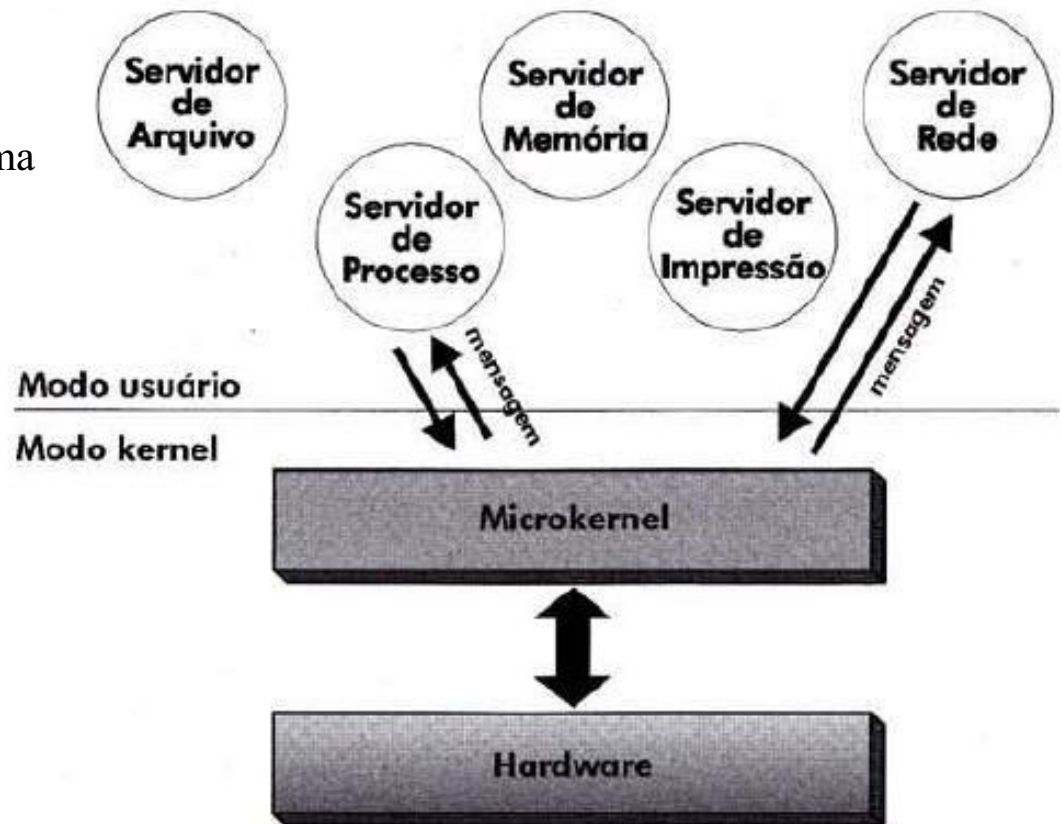 Servidor
de
Arquivo
Servidor
de
Memória
Servidor
de
Rede
ma
Servidor
de
Processo
Servidor
de
Impressão
mensagem
mensagem
Modo usuário
Modo kernel
Microkernel
Hardware